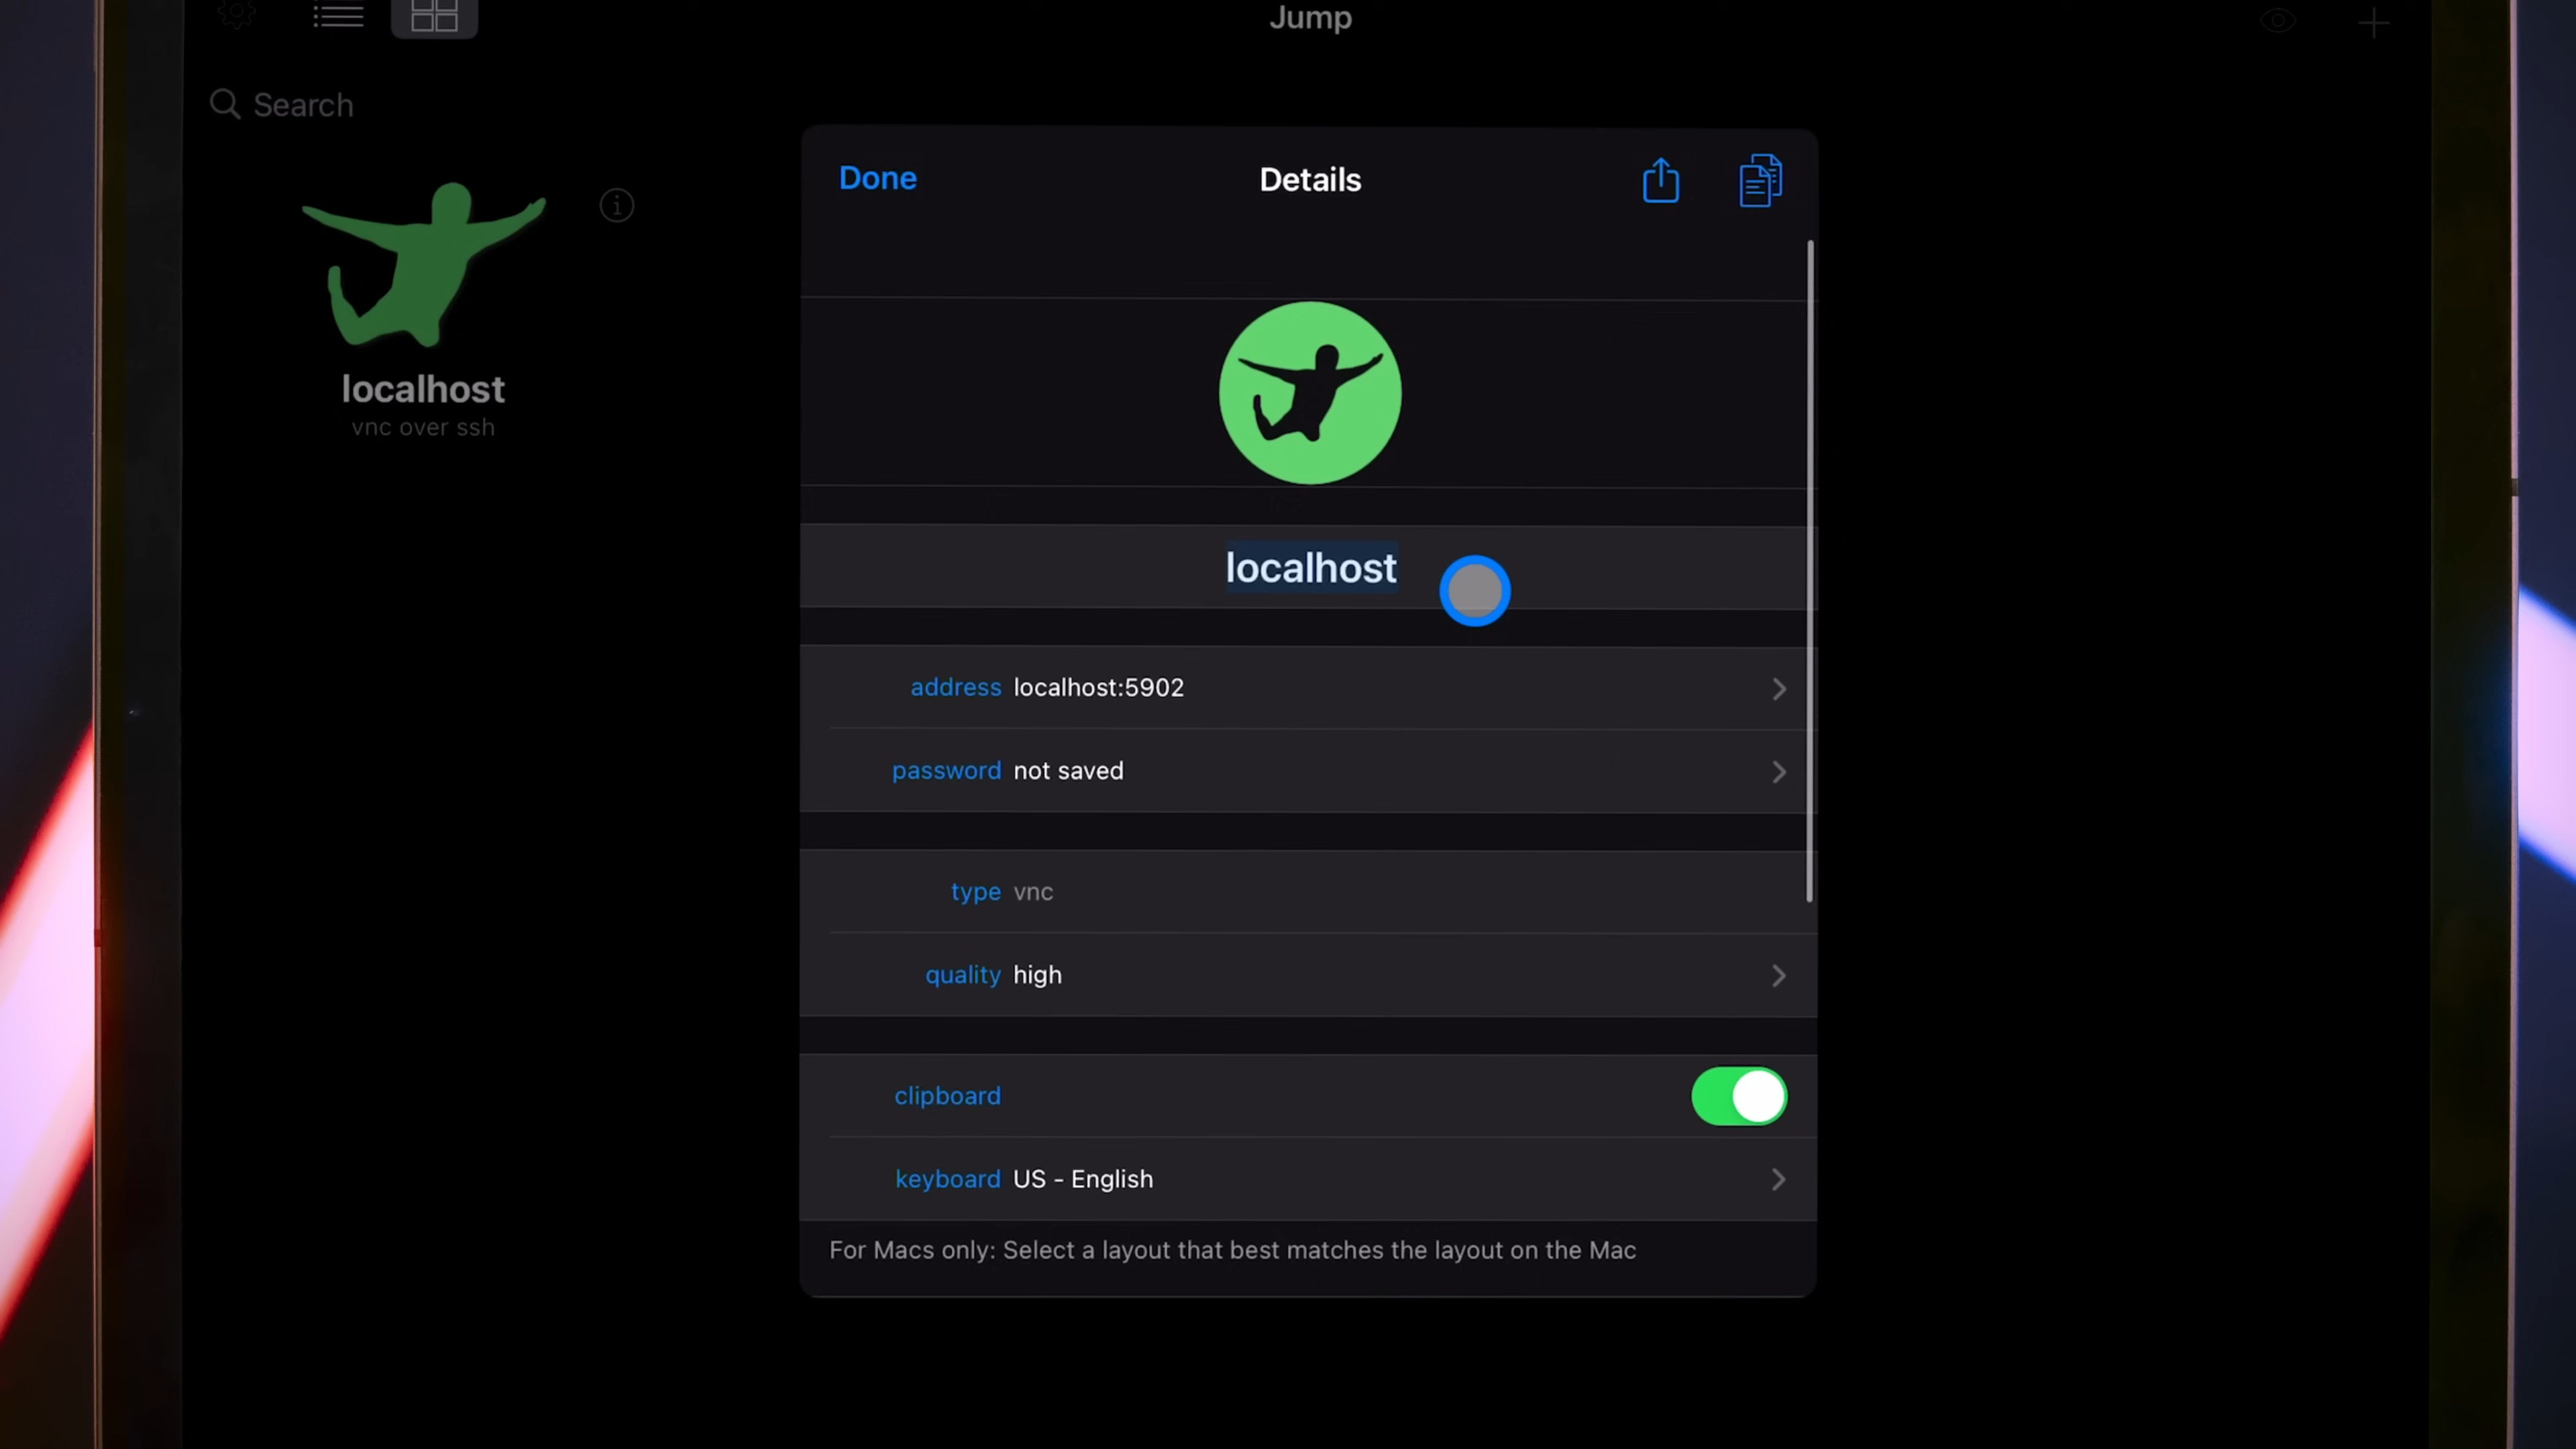 Jump
Search
localhost
vnc over ssh
Done
Details
localhost
address localhost:5902
password not saved
type vnc
quality high
clipboard
keyboard US - English
For Macs only: Select a layout that best matches the layout on the Mac